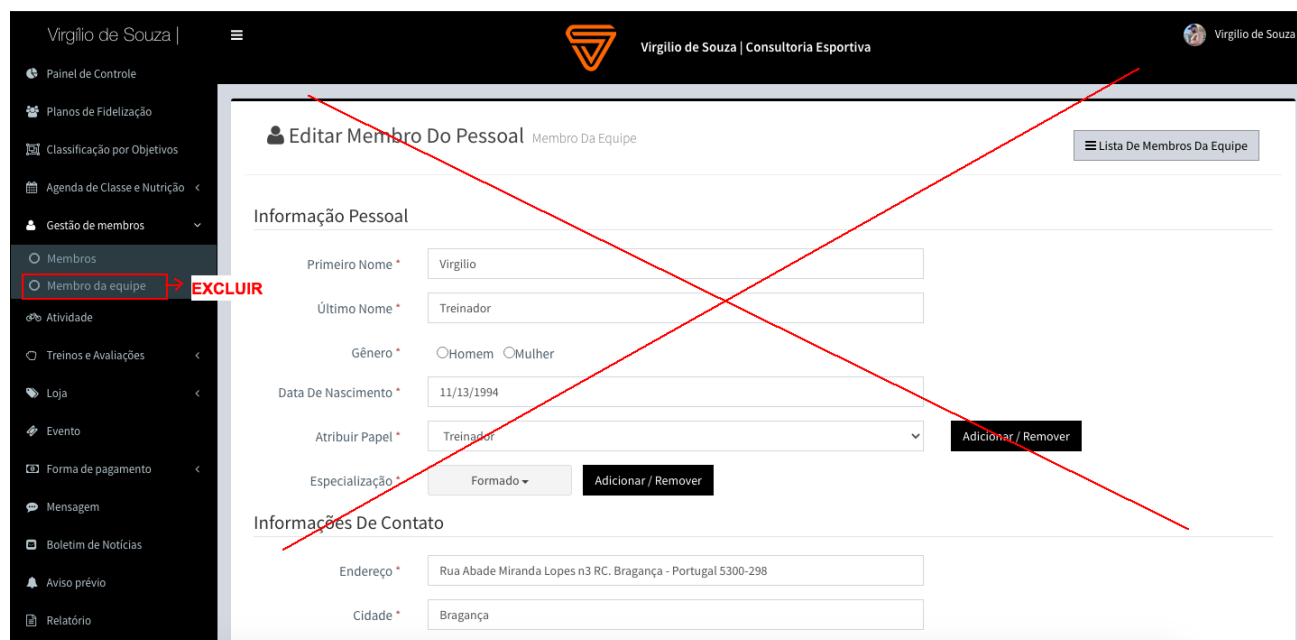 Virgílio de Souza |
Virgilio de Souza | Consultoria Esportiva
Virgilio de Souza
Painel de Controle
Planos de Fidelização
Classificação por Objetivos
Agenda de Classe e Nutrição
Gestão de membros
Membros
Membro da equipe
EXCLUIR
Atividade
Treinos e Avaliações
Loja
Evento
Forma de pagamento
Mensagem
Boletim de Notícias
Aviso prévio
Relatório
Editar Membro Do Pessoal Membro Da Equipe
Lista De Membros Da Equipe
Informação Pessoal
Primeiro Nome * Virgilio
Último Nome * Treinador
Gênero * Homem Mulher
Data De Nascimento * 11/13/1994
Atribuir Papel * Treinador Adicionar / Remover
Especialização * Formado Adicionar / Remover
Informações De Contato
Endereço * Rua Abade Miranda Lopes n3 RC. Bragança - Portugal 5300-298
Cidade * Bragança